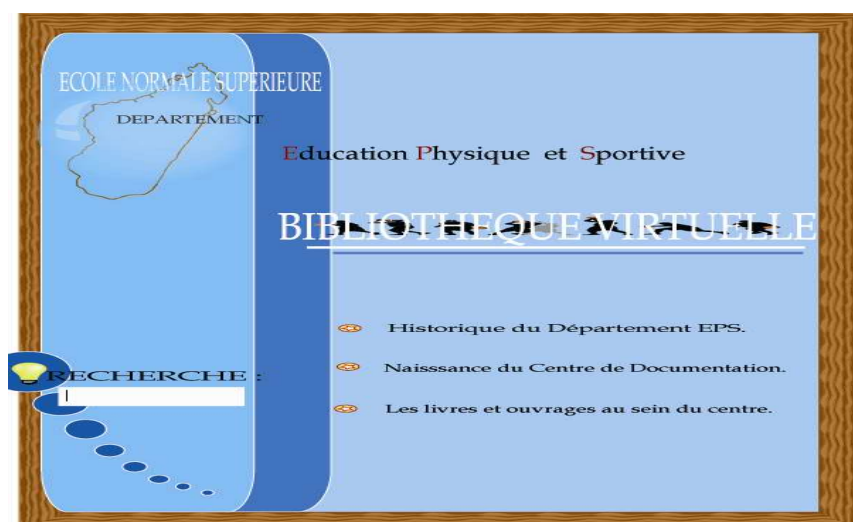 ECOLE NORMALE SUPERIEURE
DEPARTEMENT
Education Physique et Sportive
BIBLIOTHEQUE VIRTUELLE
Historique du Département EPS.
Naisssance du Centre de Documentation.
Les livres et ouvrages au sein du centre.
RECHERCHE :